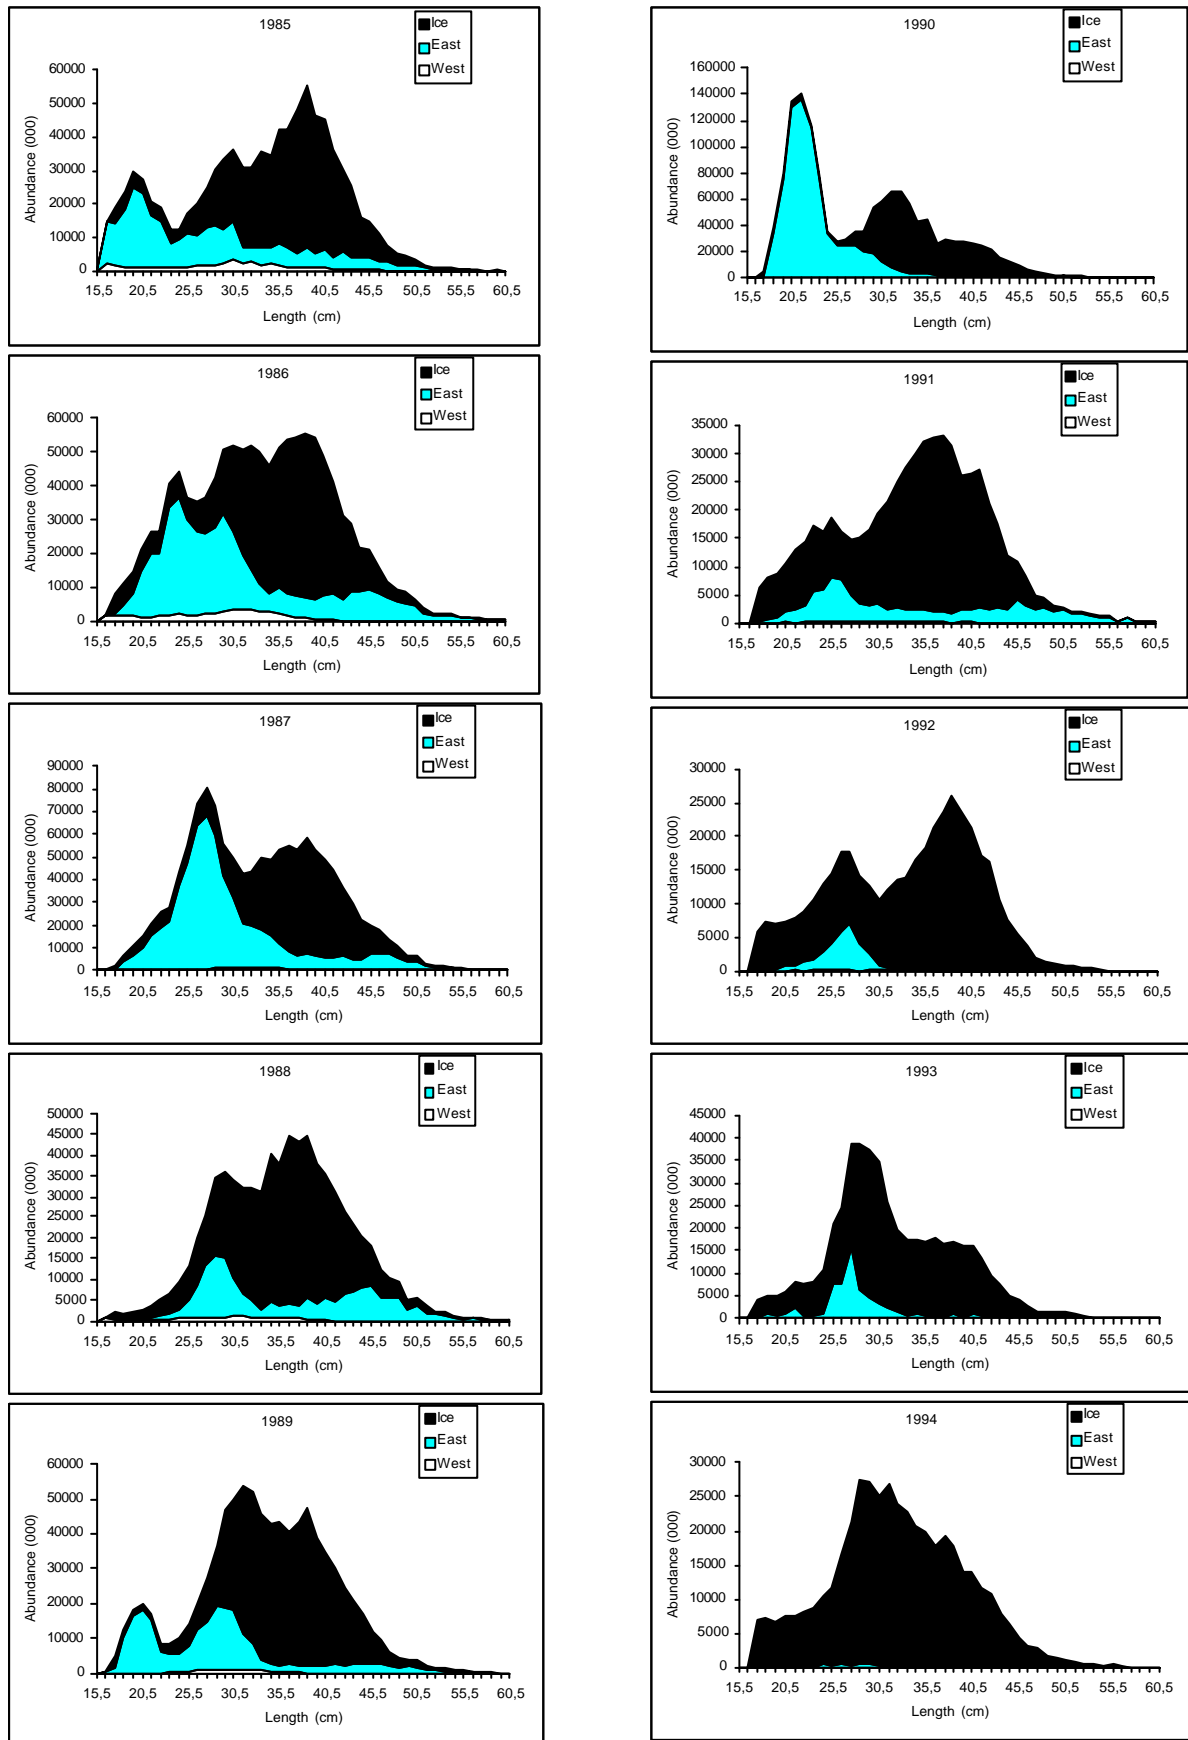 1985
Ice
East
West
60000
50000
40000
30000
20000
10000
0
Abundance (000)
15,5 20,5 25,5 30,5 35,5 40,5 45,5 50,5 55,5 60,5
Length (cm)
1986
Ice
East
West
60000
50000
40000
30000
20000
10000
0
Abundance (000)
15,5 20,5 25,5 30,5 35,5 40,5 45,5 50,5 55,5 60,5
Length (cm)
1987
Ice
East
West
90000
80000
70000
60000
50000
40000
30000
20000
10000
0
Abundance (000)
15,5 20,5 25,5 30,5 35,5 40,5 45,5 50,5 55,5 60,5
Length (cm)
1988
Ice
East
West
50000
45000
40000
35000
30000
25000
20000
15000
10000
5000
0
Abundance (000)
15,5 20,5 25,5 30,5 35,5 40,5 45,5 50,5 55,5 60,5
Length (cm)
1989
Ice
East
West
60000
50000
40000
30000
20000
10000
0
Abundance (000)
15,5 20,5 25,5 30,5 35,5 40,5 45,5 50,5 55,5 60,5
Length (cm)
1990
Ice
East
West
160000
140000
120000
100000
80000
60000
40000
20000
0
Abundance (000)
15,5 20,5 25,5 30,5 35,5 40,5 45,5 50,5 55,5 60,5
Length (cm)
1991
Ice
East
West
35000
30000
25000
20000
15000
10000
5000
0
Abundance (000)
15,5 20,5 25,5 30,5 35,5 40,5 45,5 50,5 55,5 60,5
Length (cm)
1992
Ice
East
West
30000
25000
20000
15000
10000
5000
0
Abundance (000)
15,5 20,5 25,5 30,5 35,5 40,5 45,5 50,5 55,5 60,5
Length (cm)
1993
Ice
East
West
45000
40000
35000
30000
25000
20000
15000
10000
5000
0
Abundance (000)
15,5 20,5 25,5 30,5 35,5 40,5 45,5 50,5 55,5 60,5
Length (cm)
1994
Ice
East
West
30000
25000
20000
15000
10000
5000
0
Abundance (000)
15,5 20,5 25,5 30,5 35,5 40,5 45,5 50,5 55,5 60,5
Length (cm)